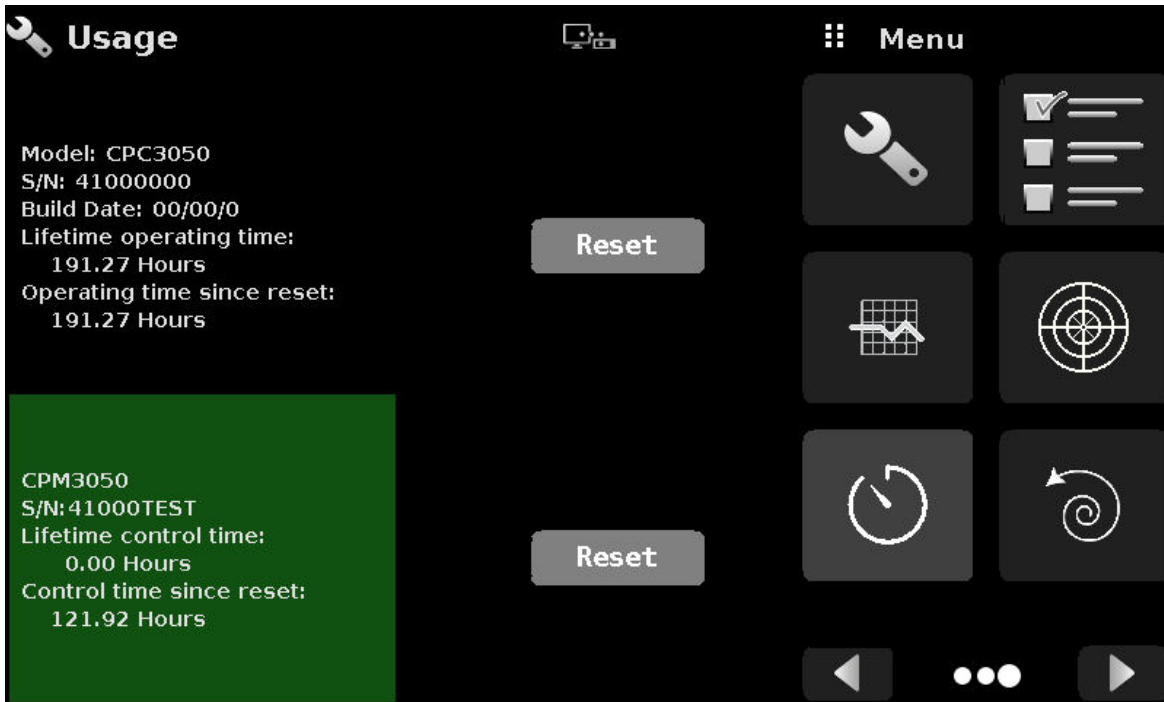 Usage
Menu
Model: CPC3050
S/N: 41000000
Build Date: 00/00/0
Lifetime operating time:
191.27 Hours
Operating time since reset:
191.27 Hours
Reset
CPM3050
S/N:41000TEST
Lifetime control time:
0.00 Hours
Control time since reset:
121.92 Hours
Reset